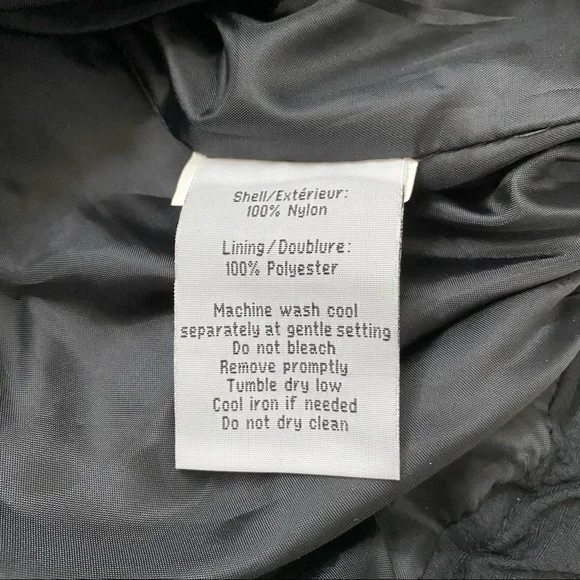 Shell/Extérieur:
100% Nylon
Lining/Doublure:
100% Polyester
Machine wash cool
separately at gentle setting
Do not bleach
Remove promptly
Tumble dry low
Cool iron if needed
Do not dry clean